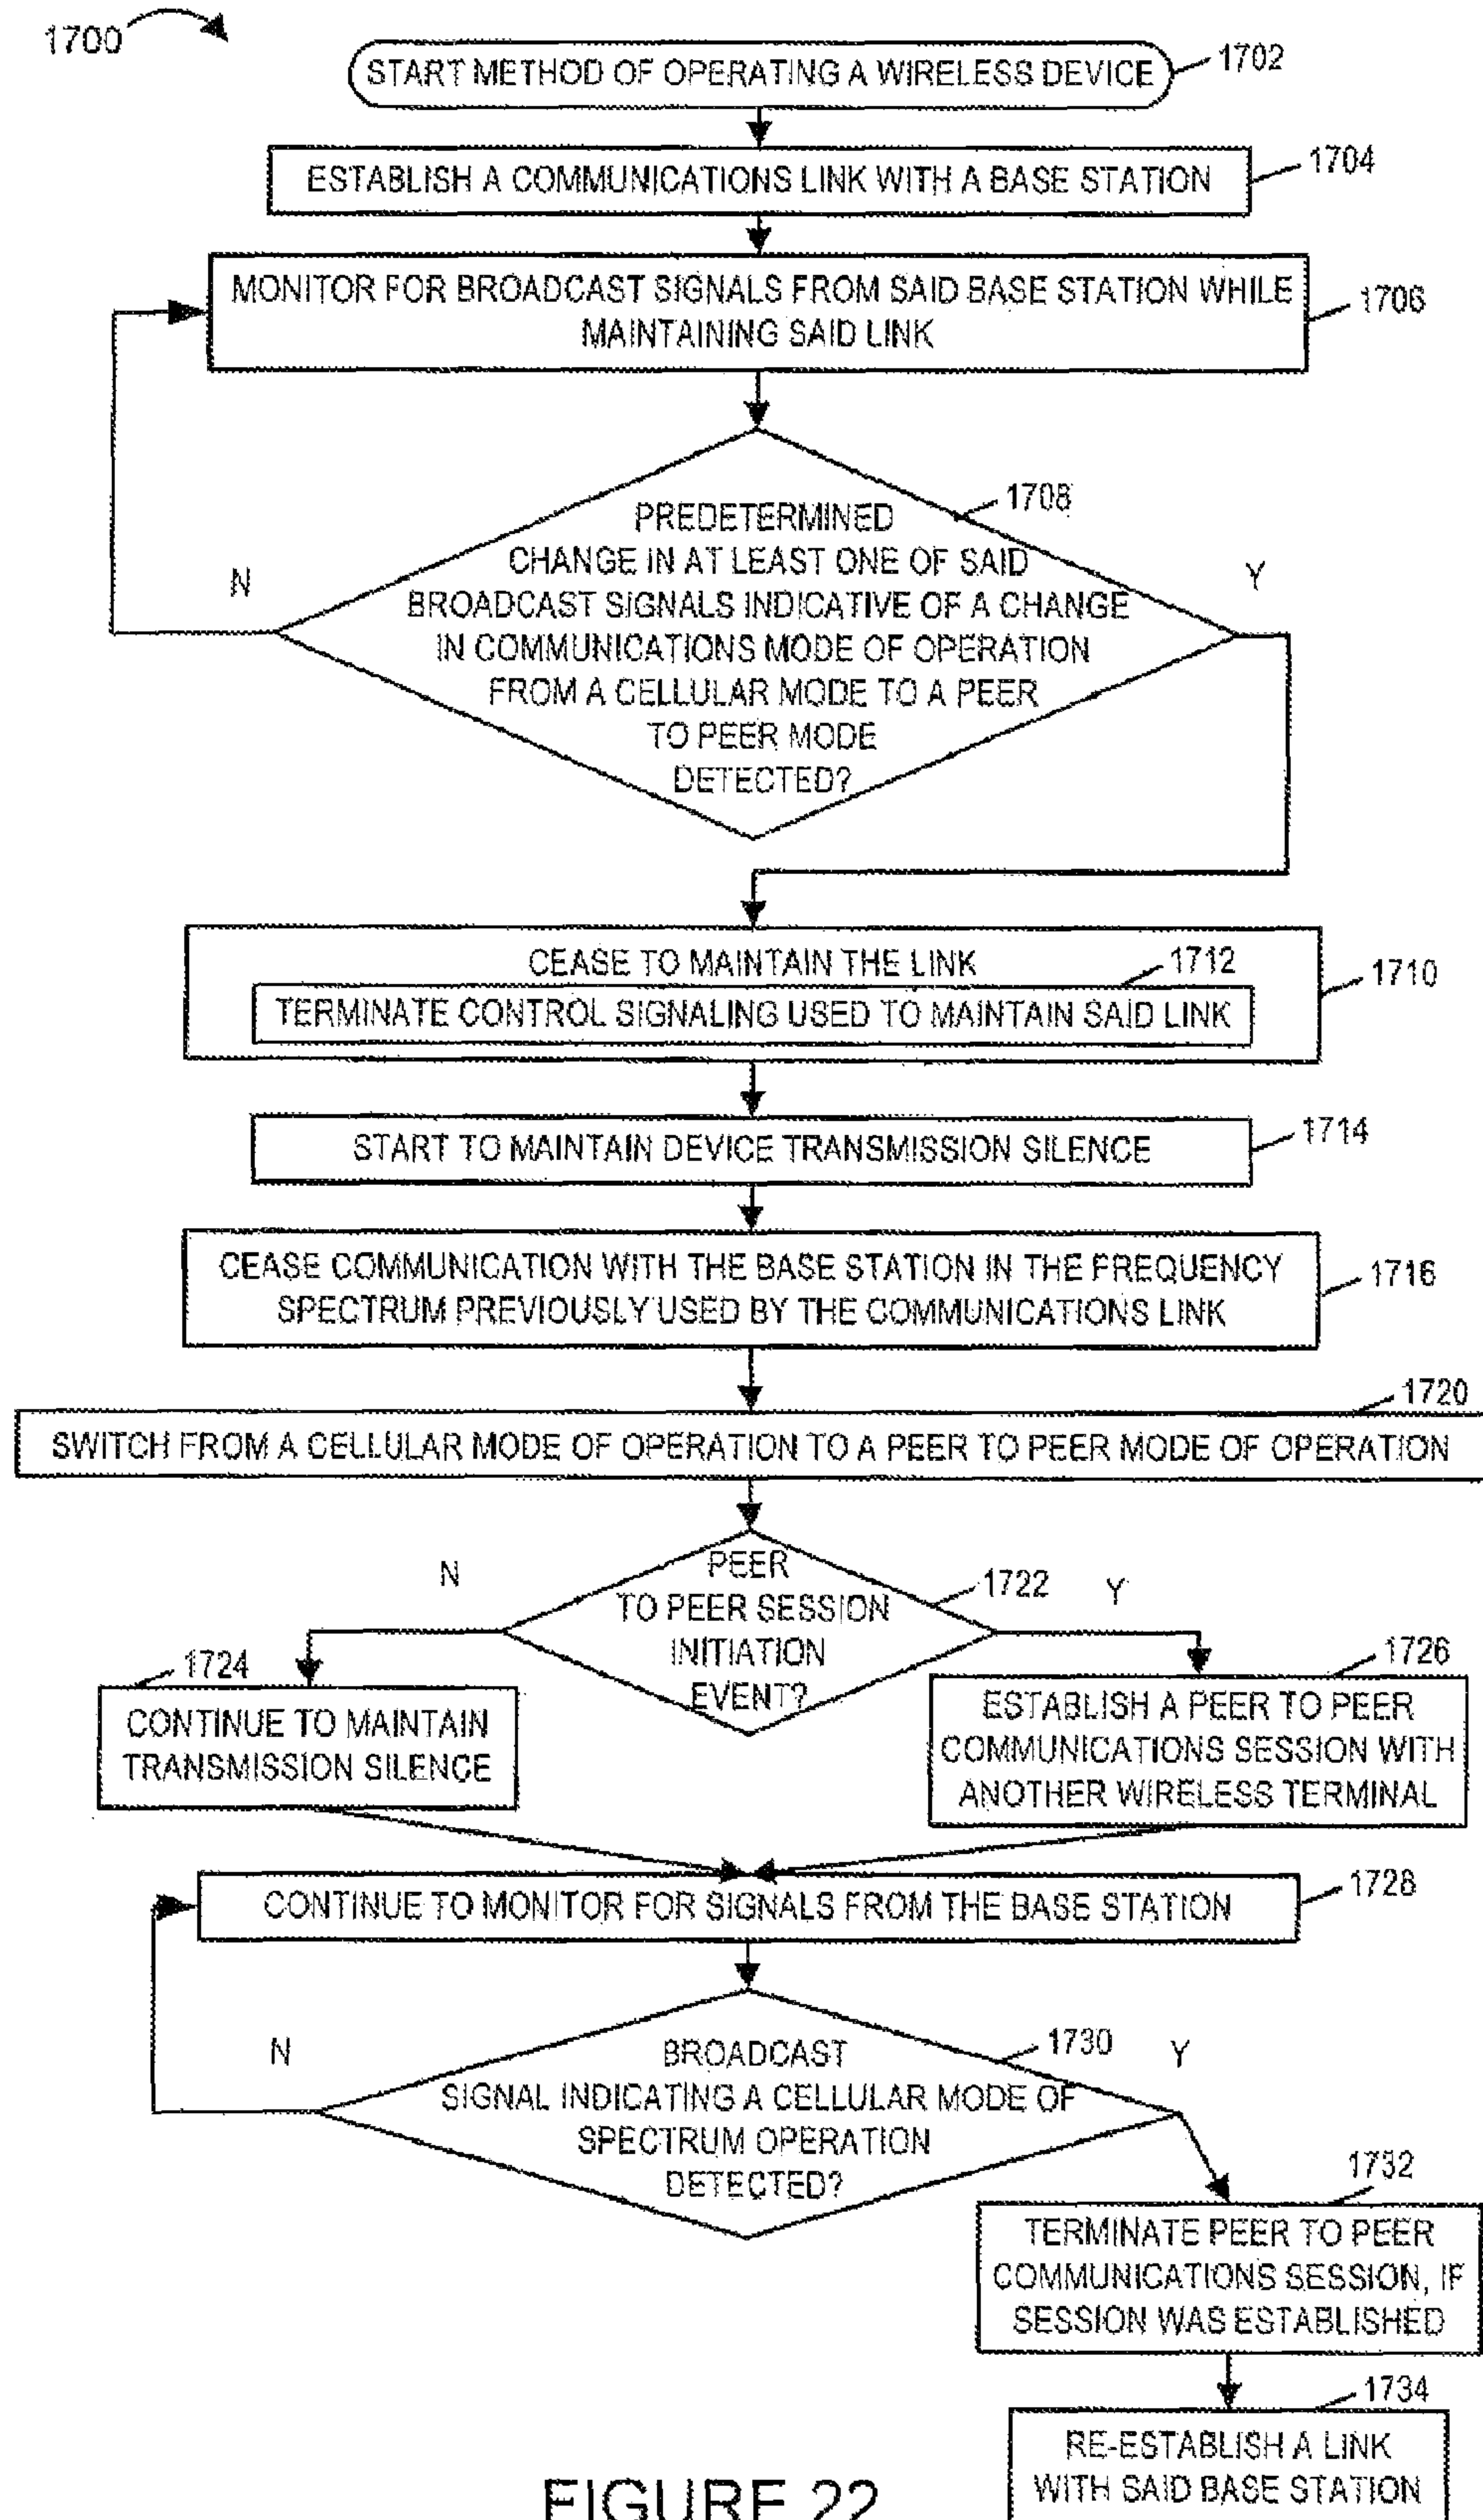 1700
START METHOD OF OPERATING A WIRELESS DEVICE
1702
ESTABLISH A COMMUNICATIONS LINK WITH A BASE STATION
1704
MONITOR FOR BROADCAST SIGNALS FROM SAID BASE STATION WHILE
MAINTAINING SAID LINK
1706
1708
PREDETERMINED
CHANGE IN AT LEAST ONE OF SAID
BROADCAST SIGNALS INDICATIVE OF A CHANGE
IN COMMUNICATIONS MODE OF OPERATION
FROM A CELLULAR MODE TO A PEER
TO PEER MODE
DETECTED?
N
Y
CEASE TO MAINTAIN THE LINK
1712
1710
TERMINATE CONTROL SIGNALING USED TO MAINTAIN SAID LINK
START TO MAINTAIN DEVICE TRANSMISSION SILENCE
1714
CEASE COMMUNICATION WITH THE BASE STATION IN THE FREQUENCY
SPECTRUM PREVIOUSLY USED BY THE COMMUNICATIONS LINK
1716
1720
SWITCH FROM A CELLULAR MODE OF OPERATION TO A PEER TO PEER MODE OF OPERATION
N
PEER
TO PEER SESSION
INITIATION
EVENT?
1722
Y
1724
CONTINUE TO MAINTAIN
TRANSMISSION SILENCE
1726
ESTABLISH A PEER TO PEER
COMMUNICATIONS SESSION WITH
ANOTHER WIRELESS TERMINAL
CONTINUE TO MONITOR FOR SIGNALS FROM THE BASE STATION
1728
N
BROADCAST
SIGNAL INDICATING A CELLULAR MODE OF
SPECTRUM OPERATION
DETECTED?
1730
Y
1732
TERMINATE PEER TO PEER
COMMUNICATIONS SESSION, IF
SESSION WAS ESTABLISHED
1734
RE-ESTABLISH A LINK
WITH SAID BASE STATION
FIGURE 22